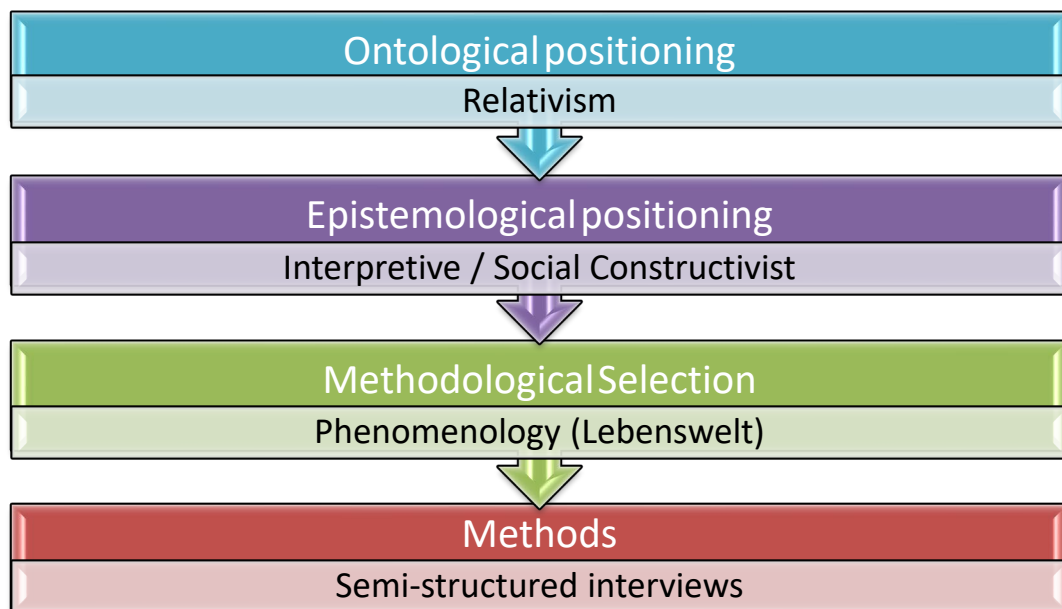 Ontological positioning
Relativism
Epistemological positioning
Interpretive / Social Constructivist
Methodological Selection
Phenomenology (Lebenswelt)
Methods
Semi-structured interviews